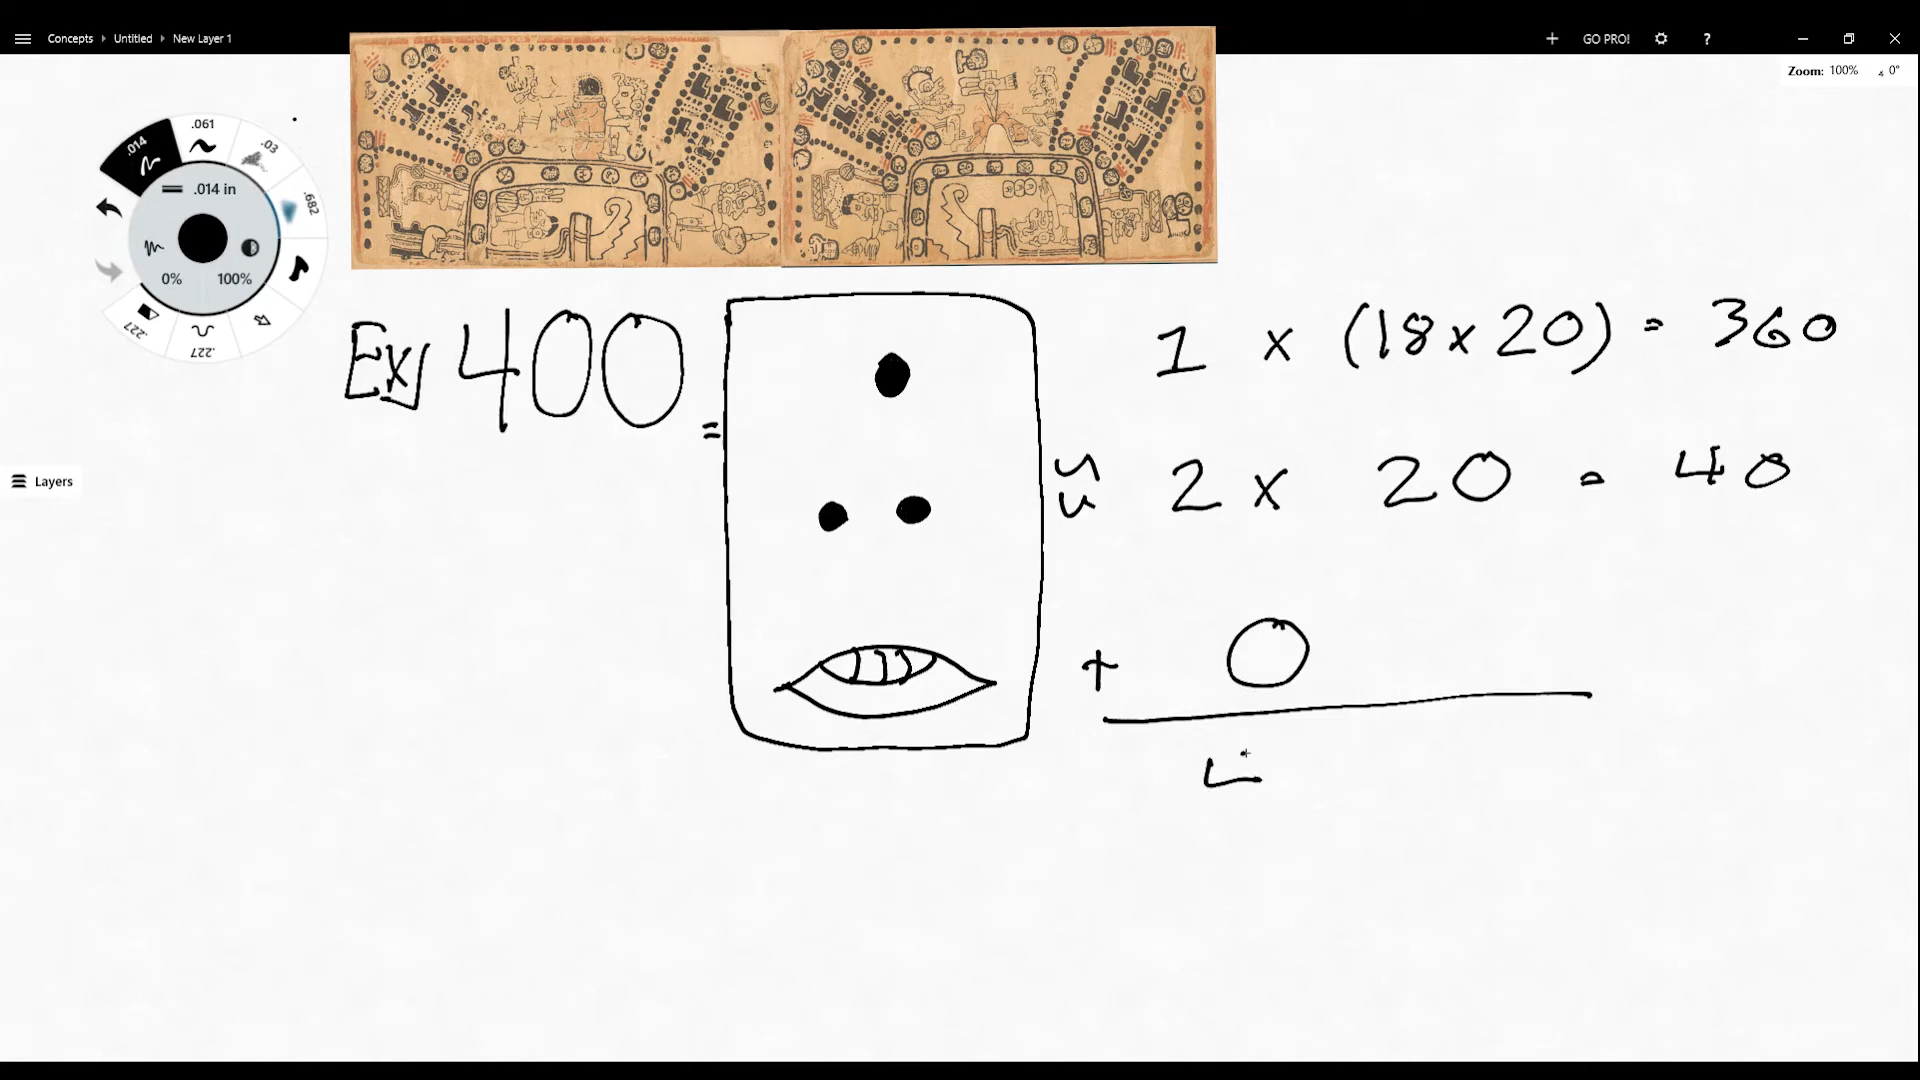 Concepts > Untitled > New Layer 1
GO PRO! ?
Zoom: 100% 0°
.061
.014
.03
.014 in
.682
0% 100%
.227
.227
Layers
Ex) 400 =
1 x (18 x 20) = 360
2 x 20 = 40
+ 0